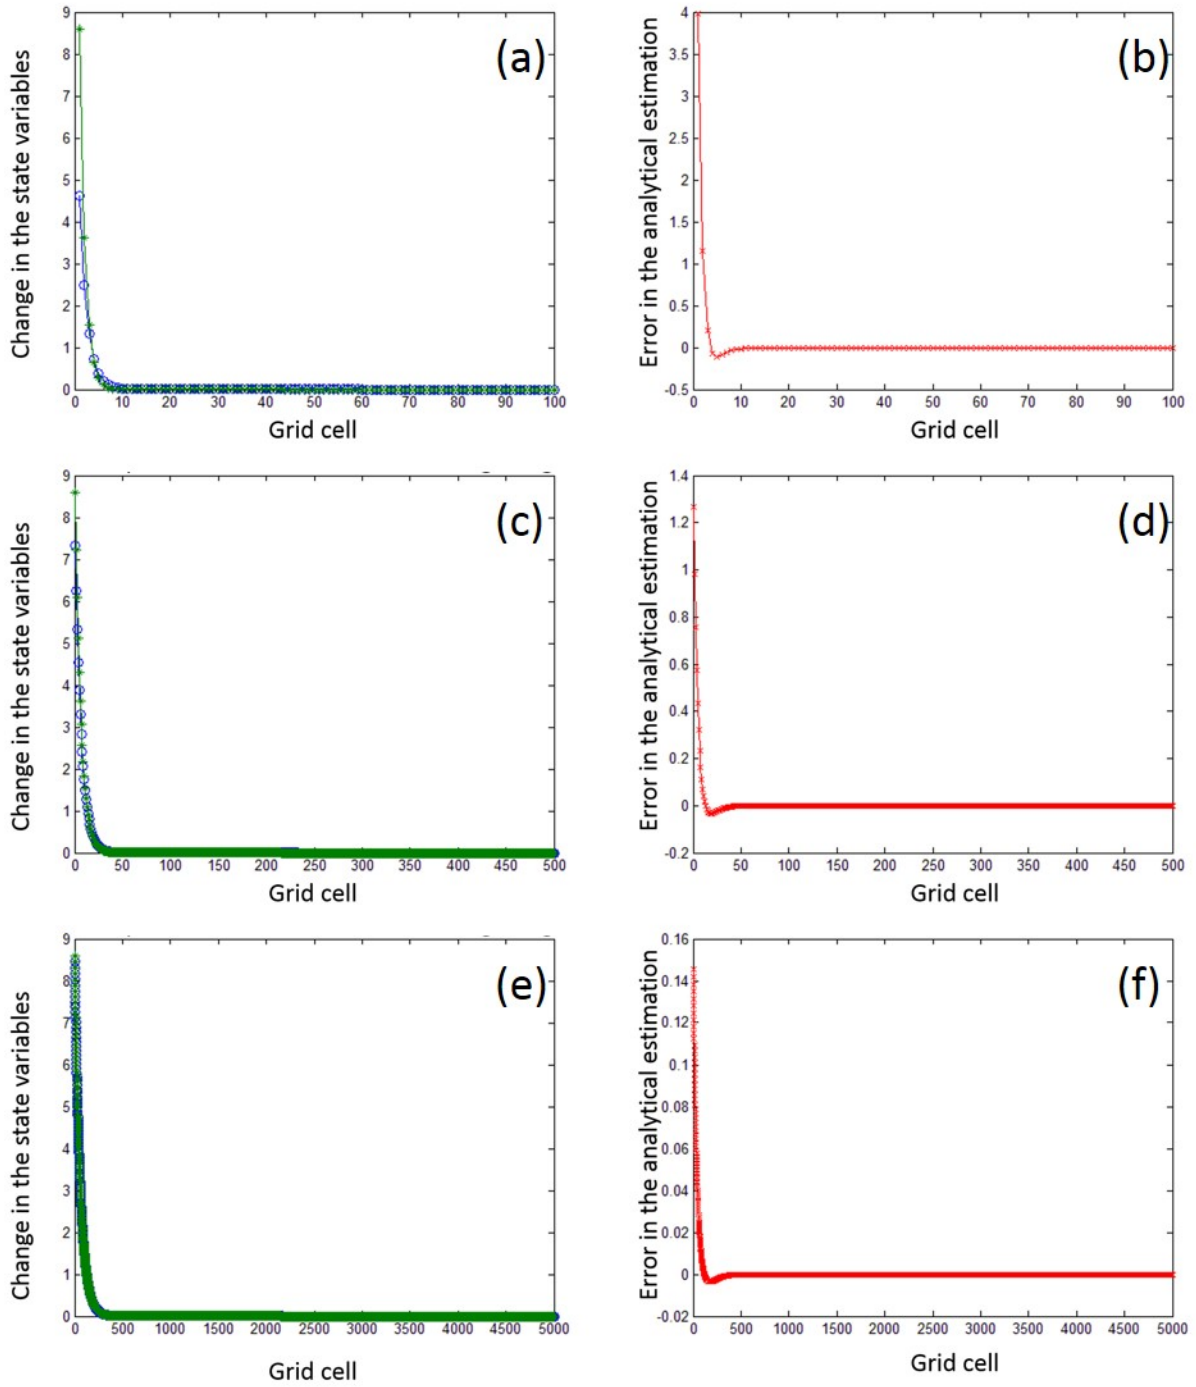 Change in the state variables
9
8
7
6
5
4
3
2
1
0
0 10 20 30 40 50 60 70 80 90 100
Grid cell
(a)
Error in the analytical estimation
4
3.5
3
2.5
2
1.5
1
0.5
0
-0.5
0 10 20 30 40 50 60 70 80 90 100
Grid cell
(b)
Change in the state variables
9
8
7
6
5
4
3
2
1
0
0 50 100 150 200 250 300 350 400 450 500
Grid cell
(c)
Error in the analytical estimation
1.4
1.2
1
0.8
0.6
0.4
0.2
0
-0.2
0 50 100 150 200 250 300 350 400 450 500
Grid cell
(d)
Change in the state variables
9
8
7
6
5
4
3
2
1
0
0 500 1000 1500 2000 2500 3000 3500 4000 4500 5000
Grid cell
(e)
Error in the analytical estimation
0.16
0.14
0.12
0.1
0.08
0.06
0.04
0.02
0
-0.02
0 500 1000 1500 2000 2500 3000 3500 4000 4500 5000
Grid cell
(f)